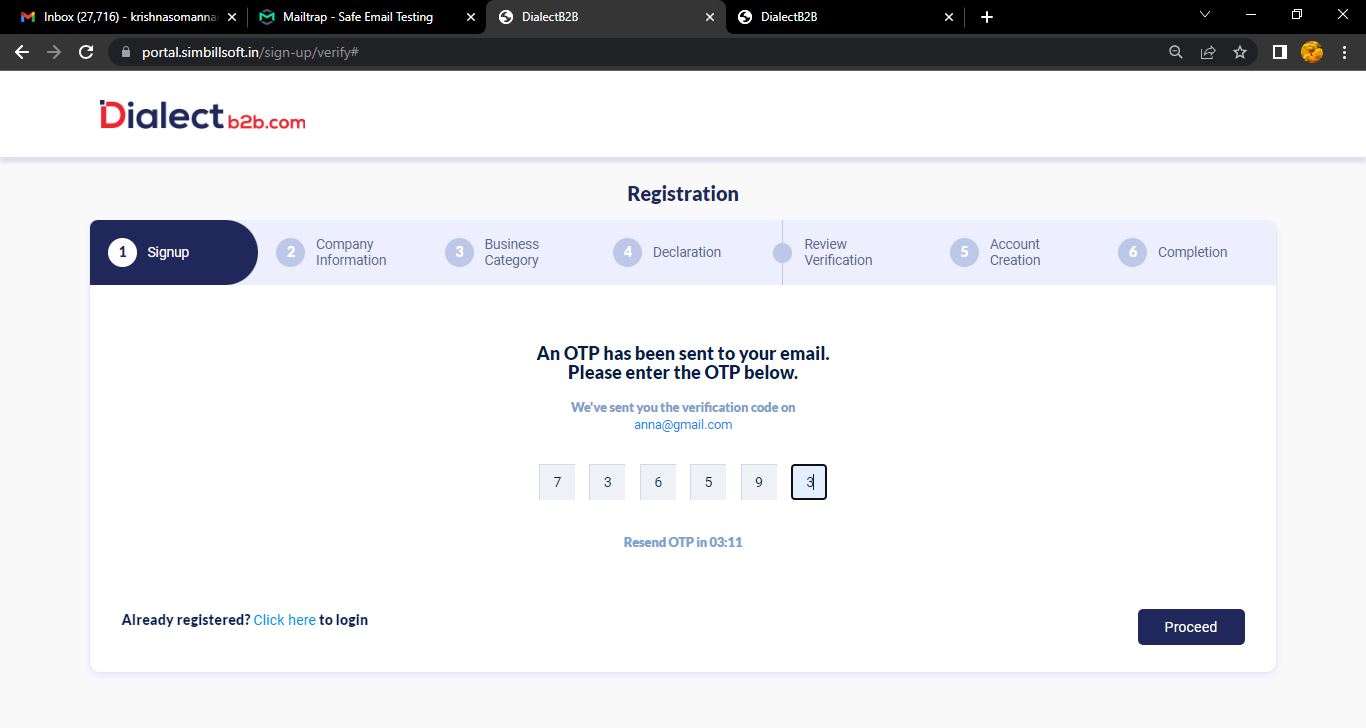 Inbox (27,716) - krishnasomanna
Mailtrap - Safe Email Testing
DialectB2B
DialectB2B
portal.simbillsoft.in/sign-up/verify#
Dialect b2b.com
Registration
1 Signup
2 Company Information
3 Business Category
4 Declaration
Review Verification
5 Account Creation
6 Completion
An OTP has been sent to your email.
Please enter the OTP below.
We've sent you the verification code on
anna@gmail.com
7 3 6 5 9 3
Resend OTP in 03:11
Already registered? Click here to login
Proceed